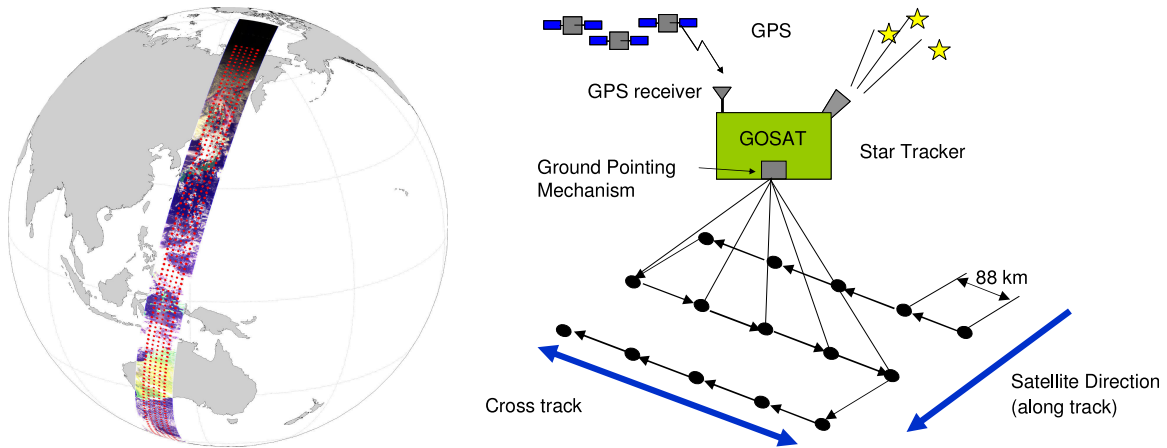 GPS
GPS receiver
GOSAT
Star Tracker
Ground Pointing
Mechanism
88 km
Cross track
Satellite Direction
(along track)